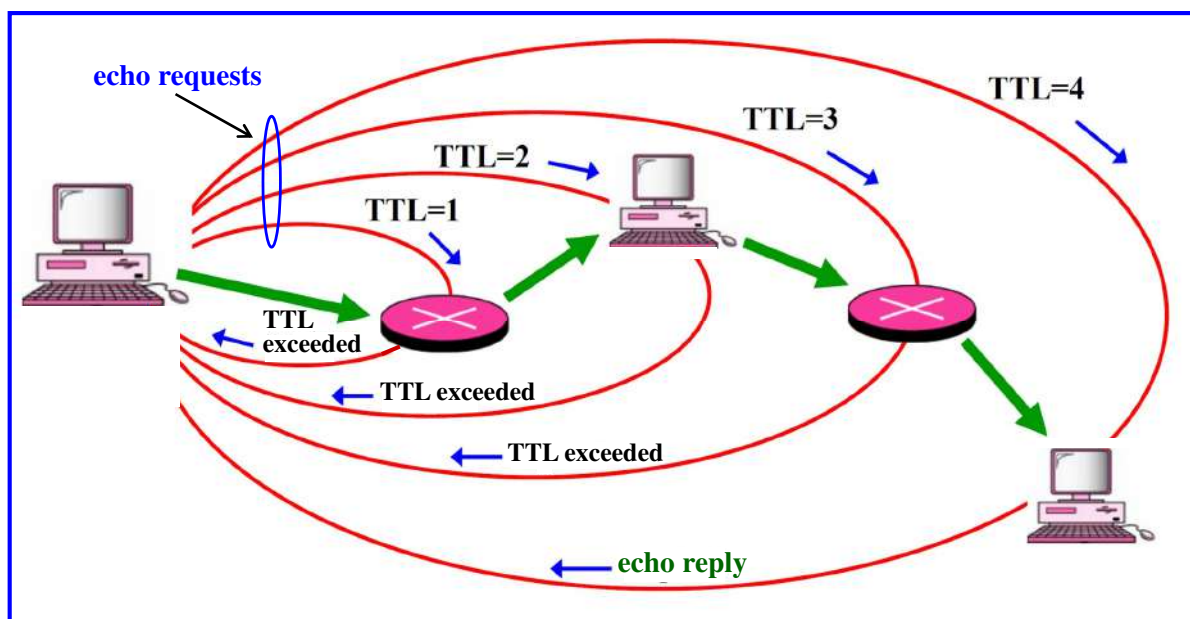 echo requests
TTL=4
TTL=3
TTL=2
TTL=1
TTL
exceeded
TTL exceeded
TTL exceeded
echo reply